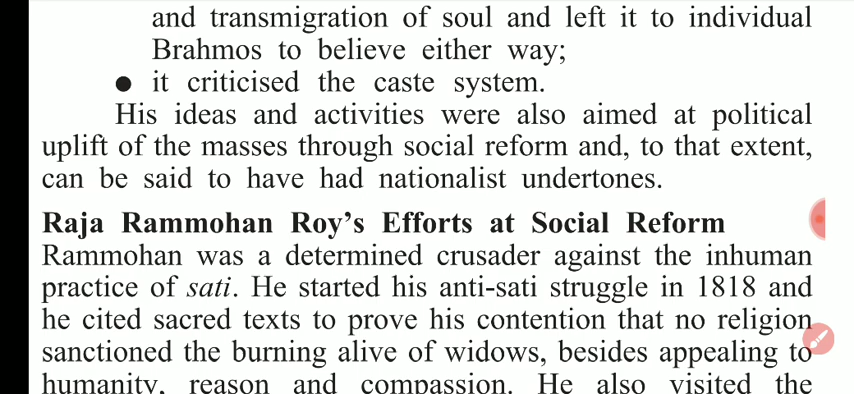 and transmigration of soul and left it to individual
Brahmos to believe either way;
● it criticised the caste system.
His ideas and activities were also aimed at political
uplift of the masses through social reform and, to that extent,
can be said to have had nationalist undertones.
Raja Rammohan Roy's Efforts at Social Reform
Rammohan was a determined crusader against the inhuman
practice of sati. He started his anti-sati struggle in 1818 and
he cited sacred texts to prove his contention that no religion
sanctioned the burning alive of widows, besides appealing to
humanity, reason and compassion. He also visited the